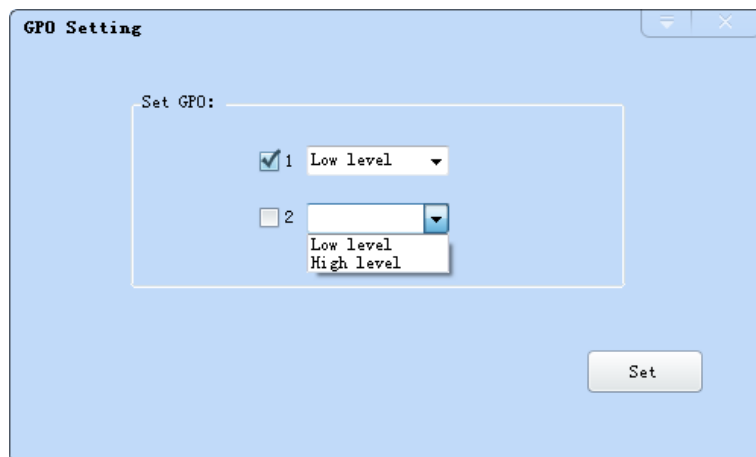 GPO Setting
Set GPO:
1 Low level
2
Low level
High level
Set